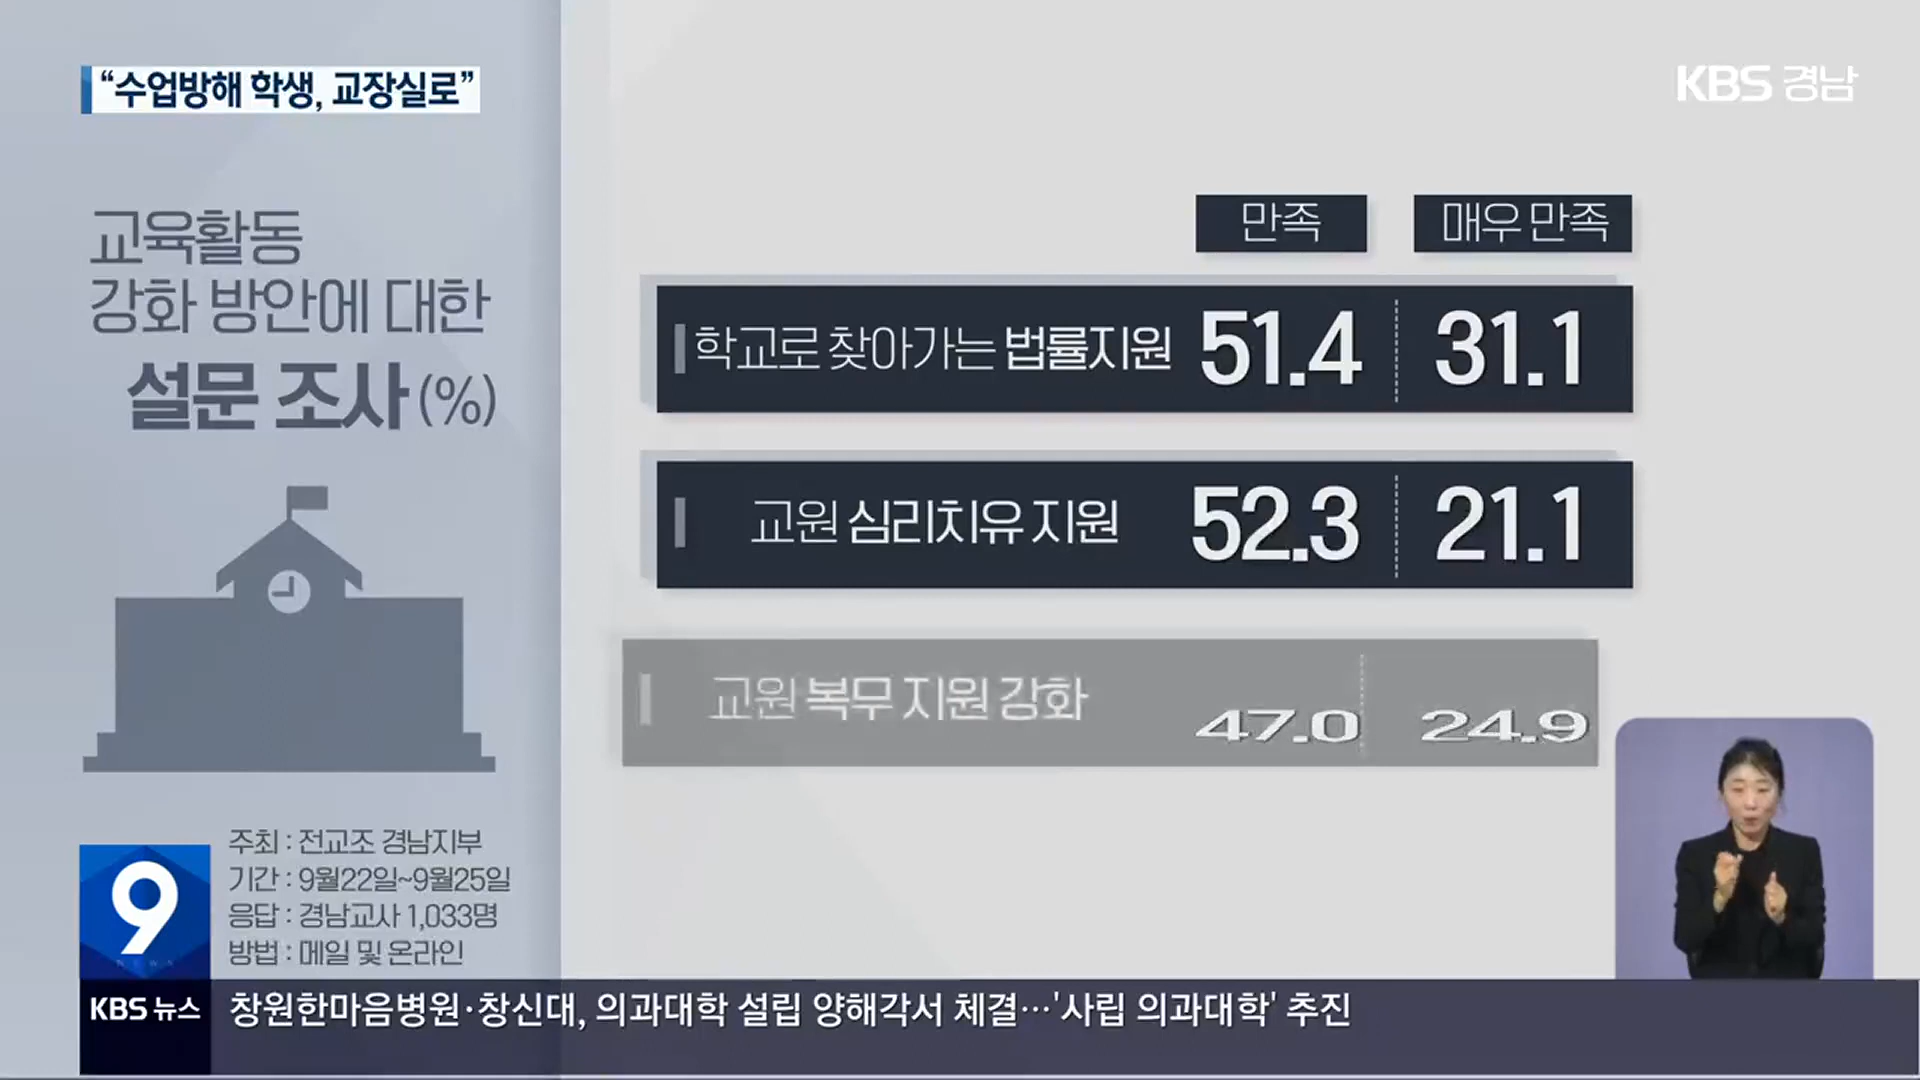 “수업방해 학생, 교장실로”
KBS 경남
교육활동
강화 방안에 대한
설문 조사 (%)
만족 매우 만족
학교로 찾아가는 법률지원 51.4 31.1
교원 심리치유 지원 52.3 21.1
교원 복무 지원 강화 47.0 24.9
주최 : 전교조 경남지부
기간 : 9월22일~9월25일
응답 : 경남교사 1,033명
방법 : 메일 및 온라인
9
NEWS
KBS 뉴스
창원한마음병원·창신대, 의과대학 설립 양해각서 체결…'사립 의과대학' 추진